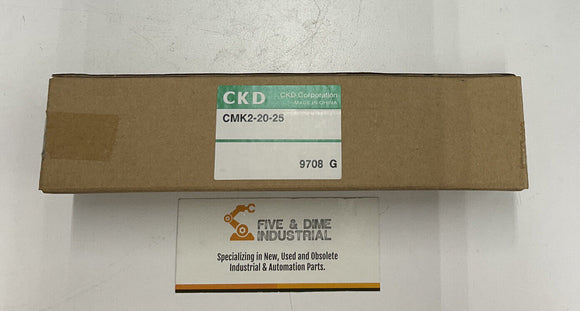 CKD
CKD Corporation
MADE IN CHINA
CMK2-20-25
9708 G
FIVE & DIME
INDUSTRIAL
Specializing in New, Used and Obsolete
Industrial & Automation Parts.